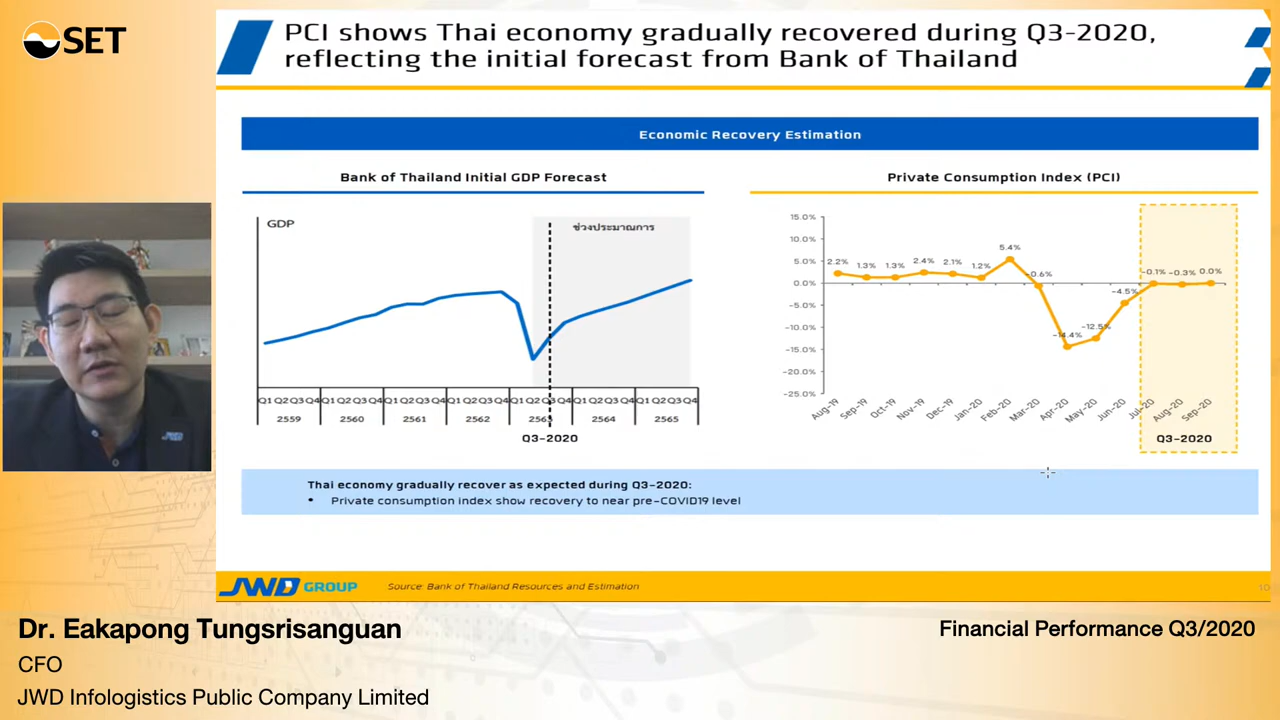 SET
PCI shows Thai economy gradually recovered during Q3-2020,
reflecting the initial forecast from Bank of Thailand
Economic Recovery Estimation
Bank of Thailand Initial GDP Forecast
GDP
ช่วงประมาณการ
Q1 Q2 Q3 Q4 Q1 Q2 Q3 Q4 Q1 Q2 Q3 Q4 Q1 Q2 Q3 Q4 Q1 Q2 Q3 Q4 Q1 Q2 Q3 Q4 Q1 Q2 Q3 Q4
2559 2560 2561 2562 2563 2564 2565
Q3-2020
Private Consumption Index (PCI)
15.0%
10.0%
5.0%
0.0%
-5.0%
-10.0%
-15.0%
-20.0%
-25.0%
2.2% 1.3% 1.3% 2.4% 2.1% 1.2% 5.4% -0.6% -14.4% -12.5% -4.5% -0.1% -0.3% 0.0%
Aug-19 Sep-19 Oct-19 Nov-19 Dec-19 Jan-20 Feb-20 Mar-20 Apr-20 May-20 Jun-20 Jul-20 Aug-20 Sep-20
Q3-2020
Thai economy gradually recover as expected during Q3-2020:
• Private consumption index show recovery to near pre-COVID19 level
JWD GROUP
Source: Bank of Thailand Resources and Estimation
10
JWD
Dr. Eakapong Tungsrisanguan
CFO
JWD Infologistics Public Company Limited
Financial Performance Q3/2020